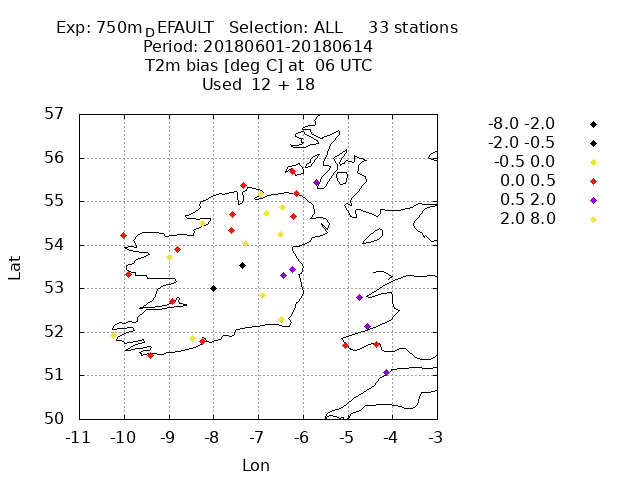 Exp: 750mDEFAULT   Selection: ALL     33 stations
Period: 20180601-20180614
T2m bias [deg C] at  06 UTC
Used  12 + 18
57
56
55
54
53
52
51
50
-11 -10 -9 -8 -7 -6 -5 -4 -3
Lat
Lon
-8.0 -2.0
-2.0 -0.5
-0.5 0.0
0.0 0.5
0.5 2.0
2.0 8.0